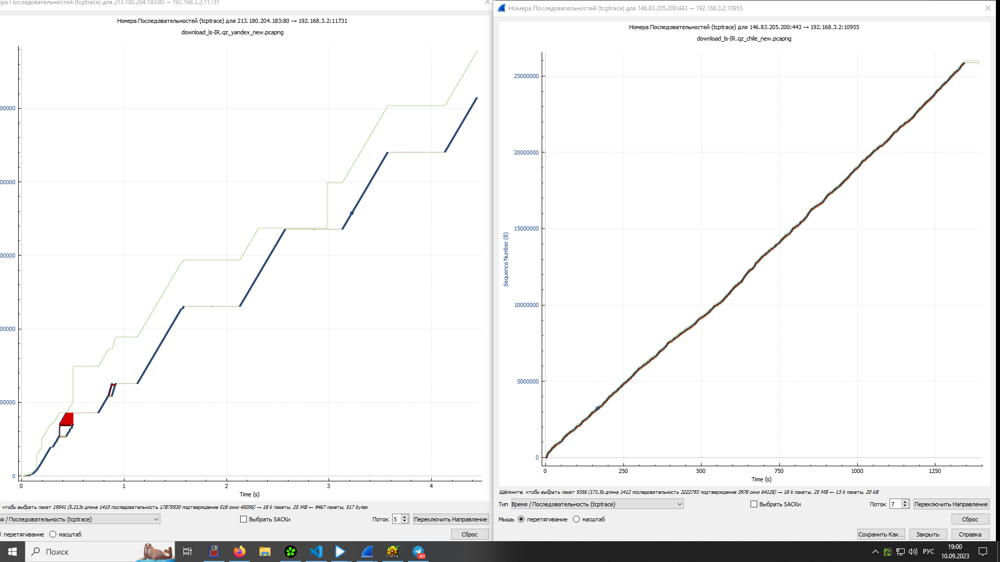 ра Последовательностей (tcptrace) для 213.180.204.183:80 → 192.168.3.2:11731
Номера Последовательностей (tcptrace) для 213.180.204.183:80 → 192.168.3.2:11731
download_ls-IR.qz_yandex_new.pcapng
00000
00000
00000
00000
00000
0
0
1
2
3
4
Time (s)
чтобы выбрать пакет 19541 (5.213s длина 1410 последовательность 17875930 подтверждение 518 окно 45056) → 18 k пакеты, 25 MB ← 9467 пакеты, 517 bytes
я / Последовательность (tcptrace)
Выбрать SACKи
Поток 5
Переключить Направление
перетягивание
масштаб
Сброс
Номера Последовательностей (tcptrace) для 146.83.205.200:443 → 192.168.3.2:10955
Номера Последовательностей (tcptrace) для 146.83.205.200:443 → 192.168.3.2:10955
download_ls-IR.qz_chile_new.pcapng
Sequence Number (B)
25000000
20000000
15000000
10000000
5000000
0
0
250
500
750
1000
1250
Time (s)
Щёлкните, чтобы выбрать пакет 9356 (171.5s длина 1412 последовательность 3222793 подтверждение 3978 окно 64128) → 18 k пакеты, 25 MB ← 13 k пакеты, 20 kB
Тип Время / Последовательность (tcptrace)
Выбрать SACKи
Поток 7
Переключить Направление
Мышь перетягивание
масштаб
Сброс
Сохранить Как...
Закрыть
Справка
Поиск
89
РУС
19:00
10.09.2023